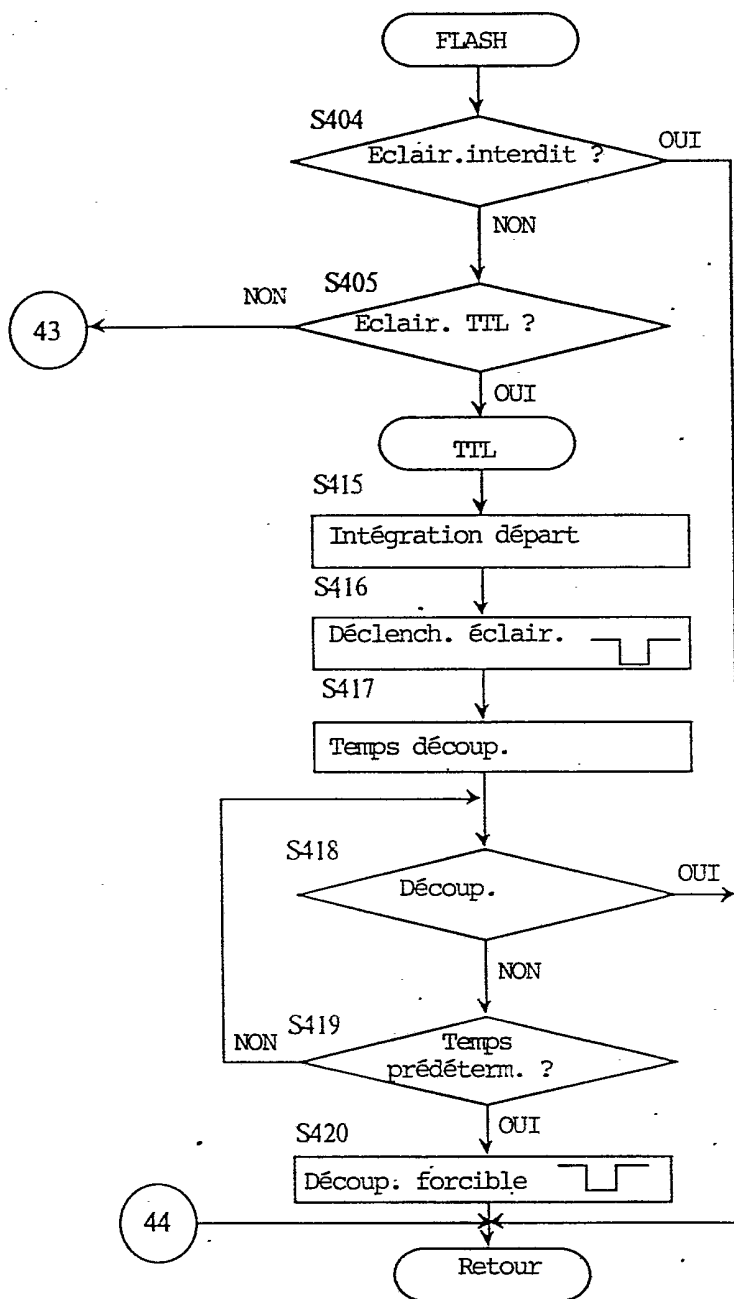 FLASH
S404
Eclair.interdit ?
OUI
NON
S405
NON
43
Eclair. TTL ?
OUI
TTL
S415
Intégration départ
S416
Déclench. éclair.
S417
Temps découp.
S418
Découp.
OUI
NON
S419
NON
Temps
prédéterm. ?
OUI
S420
Découp. forcible
44
Retour